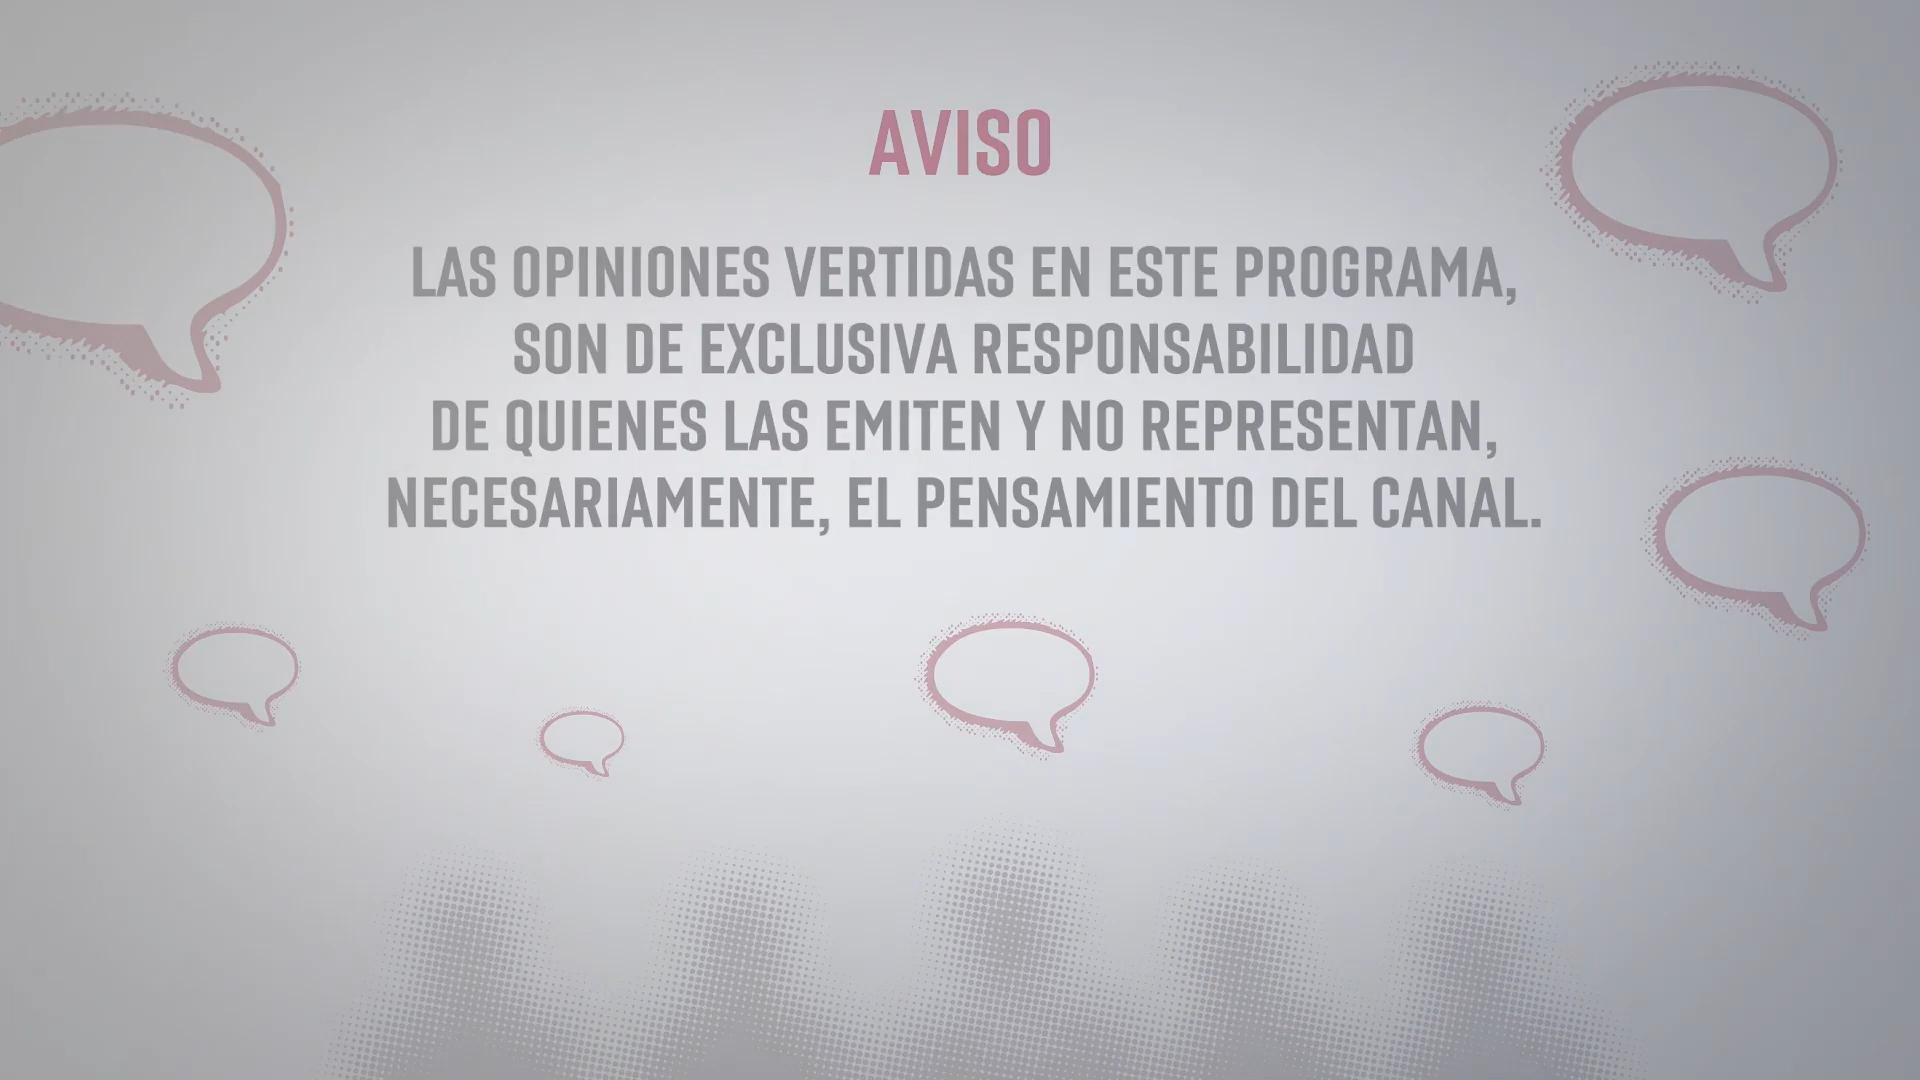 AVISO
LAS OPINIONES VERTIDAS EN ESTE PROGRAMA,
SON DE EXCLUSIVA RESPONSABILIDAD
DE QUIENES LAS EMITEN Y NO REPRESENTAN,
NECESARIAMENTE, EL PENSAMIENTO DEL CANAL.